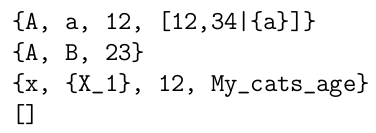 {A, a, 12, [12,34|{a}]}
{A, B, 23}
{x, {X_1}, 12, My_cats_age}
[]